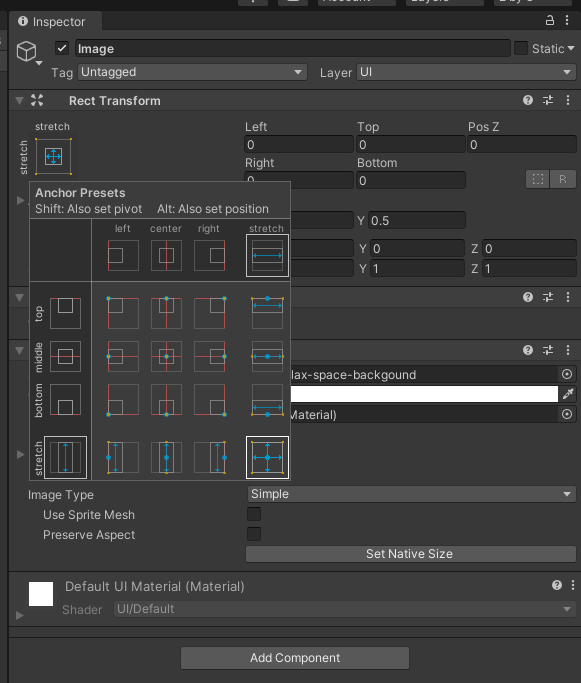 Inspector
Image
Static
Tag Untagged Layer UI
Rect Transform
stretch
stretch
Left Top Pos Z
0 0 0
Right Bottom
0 0 R
Anchor Presets
Shift: Also set pivot Alt: Also set position
left center right stretch
Y 0.5
Y 0 Z 0
Y 1 Z 1
top
middle
bottom
stretch
lax-space-backgound
Material)
Image Type Simple
Use Sprite Mesh
Preserve Aspect
Set Native Size
Default UI Material (Material)
Shader UI/Default
Add Component